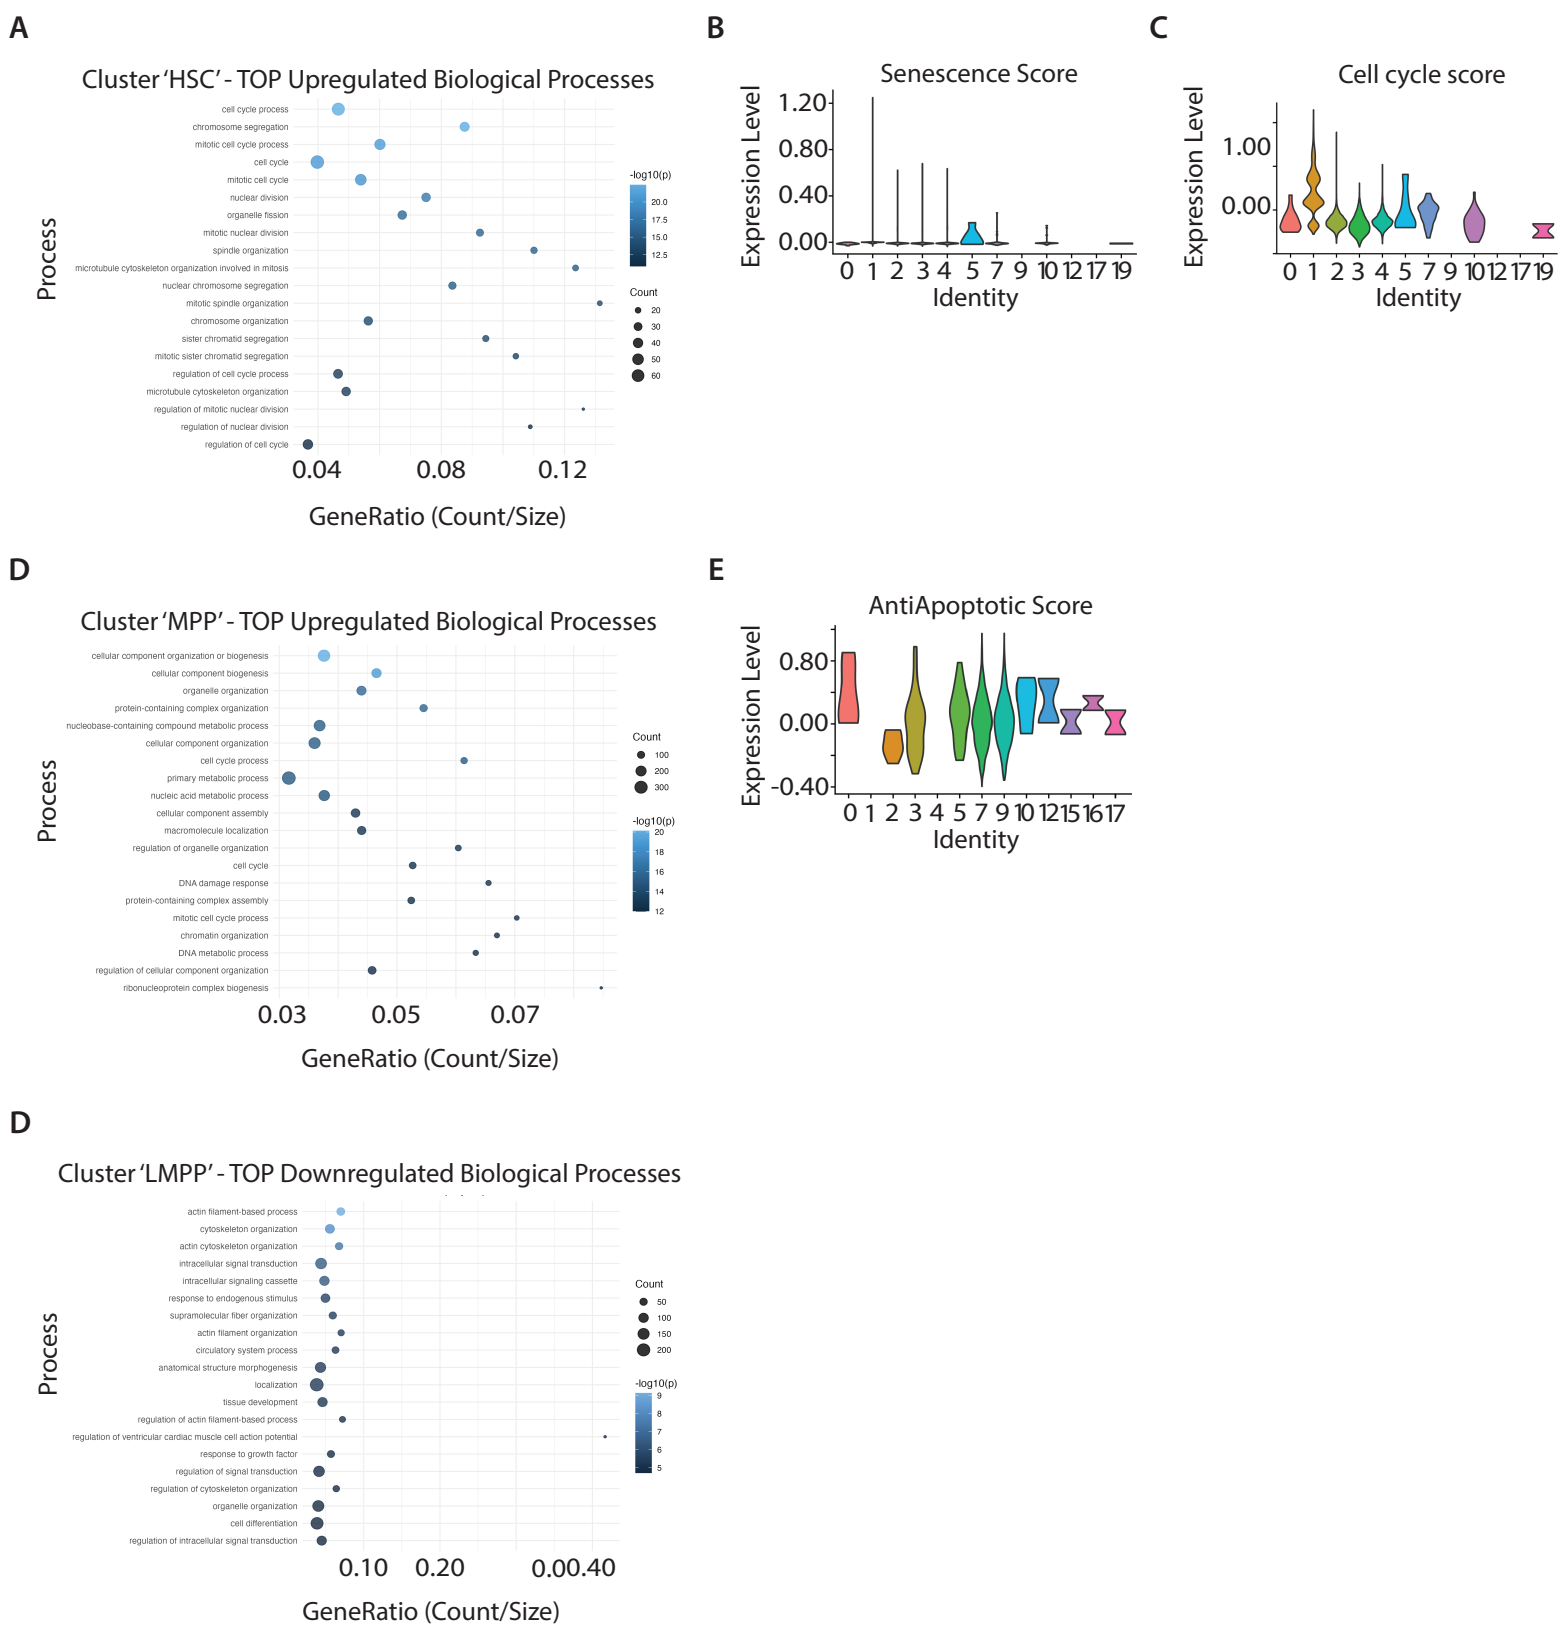 A
Cluster ‘HSC’ - TOP Upregulated Biological Processes
Process
cell cycle process
chromosome segregation
mitotic cell cycle process
cell cycle
mitotic cell cycle
nuclear division
organelle fission
mitotic nuclear division
spindle organization
microtubule cytoskeleton organization involved in mitosis
nuclear chromosome segregation
mitotic spindle organization
chromosome organization
sister chromatid segregation
mitotic sister chromatid segregation
regulation of cell cycle process
microtubule cytoskeleton organization
regulation of mitotic nuclear division
regulation of nuclear division
regulation of cell cycle
0.04 0.08 0.12
GeneRatio (Count/Size)
-log10(p)
20.0
17.5
15.0
12.5
Count
20
30
40
50
60
B
Senescence Score
Expression Level
1.20
0.80
0.40
0.00
0 1 2 3 4 5 7 9 10 12 17 19
Identity
C
Cell cycle score
Expression Level
1.00
0.00
0 1 2 3 4 5 7 9 10 12 17 19
Identity
D
Cluster ‘MPP’ - TOP Upregulated Biological Processes
Process
cellular component organization or biogenesis
cellular component biogenesis
organelle organization
protein-containing complex organization
nucleobase-containing compound metabolic process
cellular component organization
cell cycle process
primary metabolic process
nucleic acid metabolic process
cellular component assembly
macromolecule localization
regulation of organelle organization
cell cycle
DNA damage response
protein-containing complex assembly
mitotic cell cycle process
chromatin organization
DNA metabolic process
regulation of cellular component organization
ribonucleoprotein complex biogenesis
0.03 0.05 0.07
GeneRatio (Count/Size)
Count
100
200
300
-log10(p)
20
18
16
14
12
E
AntiApoptotic Score
Expression Level
0.80
0.00
-0.40
0 1 2 3 4 5 7 9 10 12 15 16 17
Identity
D
Cluster ‘LMPP’ - TOP Downregulated Biological Processes
Process
actin filament-based process
cytoskeleton organization
actin cytoskeleton organization
intracellular signal transduction
intracellular signaling cassette
response to endogenous stimulus
supramolecular fiber organization
actin filament organization
circulatory system process
anatomical structure morphogenesis
localization
tissue development
regulation of actin filament-based process
regulation of ventricular cardiac muscle cell action potential
response to growth factor
regulation of signal transduction
regulation of cytoskeleton organization
organelle organization
cell differentiation
regulation of intracellular signal transduction
0.10 0.20 0.00.40
GeneRatio (Count/Size)
Count
50
100
150
200
-log10(p)
9
8
7
6
5